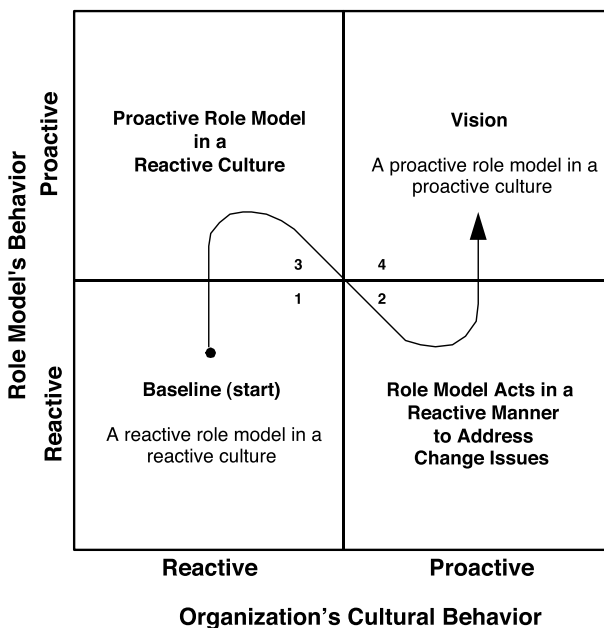 Role Model's Behavior
Proactive
Reactive
Proactive Role Model
in a
Reactive Culture
Vision
A proactive role model in a
proactive culture
3
4
1
2
Baseline (start)
A reactive role model in a
reactive culture
Role Model Acts in a
Reactive Manner
to Address
Change Issues
Reactive
Proactive
Organization’s Cultural Behavior